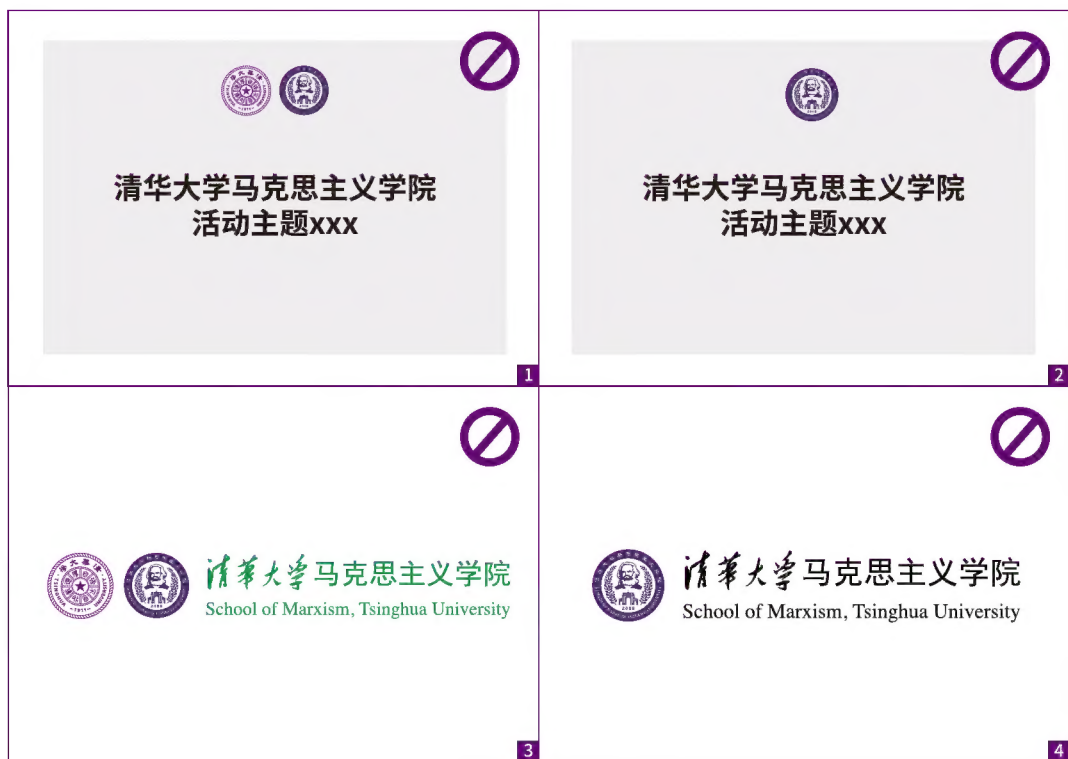 清华大学马克思主义学院
活动主题xxx
1
清华大学马克思主义学院
活动主题xxx
2
清華大学马克思主义学院
School of Marxism, Tsinghua University
3
清華大学马克思主义学院
School of Marxism, Tsinghua University
4